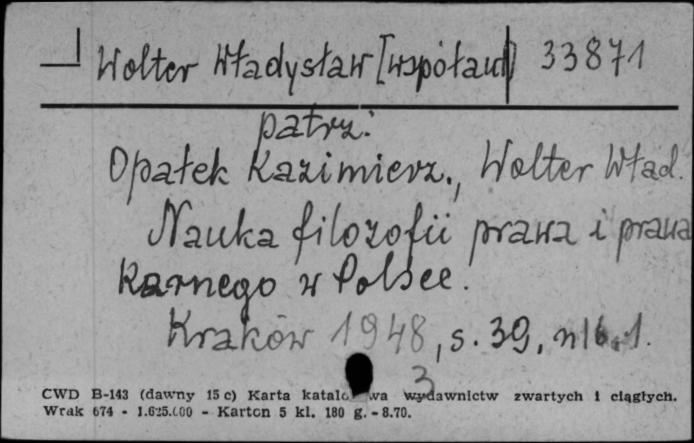 Wolter Władysław [współaut] 33871
patrz:
Opałek Kazimierz., Wolter Wład.
Nauka filozofii prawa i prawa
Karnego w Polsce.
Kraków 1948, s. 39, nlb. 1.
3
CWD B-143 (dawny 15 c) Karta katalo wa wydawnictw zwartych i ciągłych.
Wrak 674 - 1.625.000 - Karton 5 kl. 180 g. - 8.70.